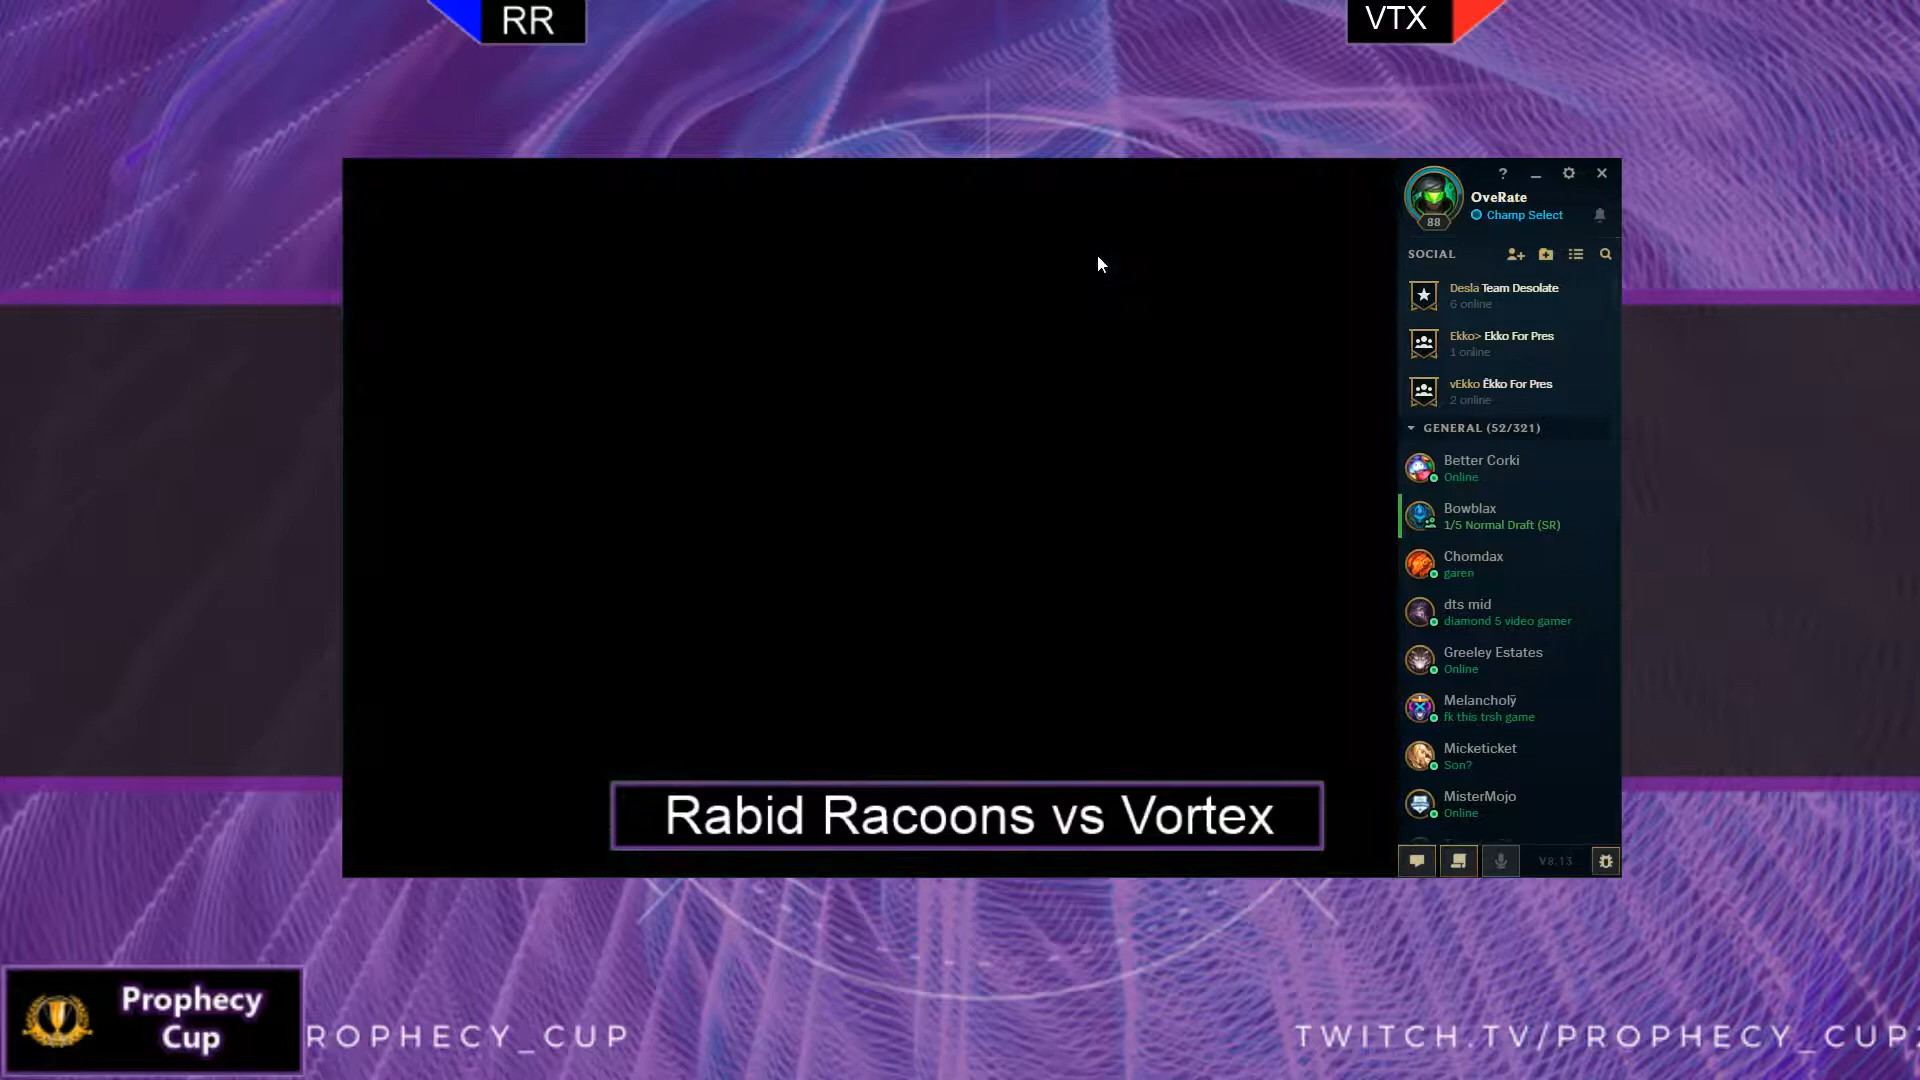 RR
VTX
?
OveRate
88
Champ Select
SOCIAL
Desla Team Desolate
6 online
Ekko> Ekko For Pres
1 online
vEkko Êkko For Pres
2 online
GENERAL (52/321)
Better Corki
Online
Bowblax
1/5 Normal Draft (SR)
Chomdax
garen
dts mid
diamond 5 video gamer
Greeley Estates
Online
Melancholÿ
fk this trsh game
Micketicket
Son?
MisterMojo
Online
V8.13
Rabid Racoons vs Vortex
Prophecy
Cup
ROPHECY_CUP
TWITCH.TV/PROPHECY_CUP